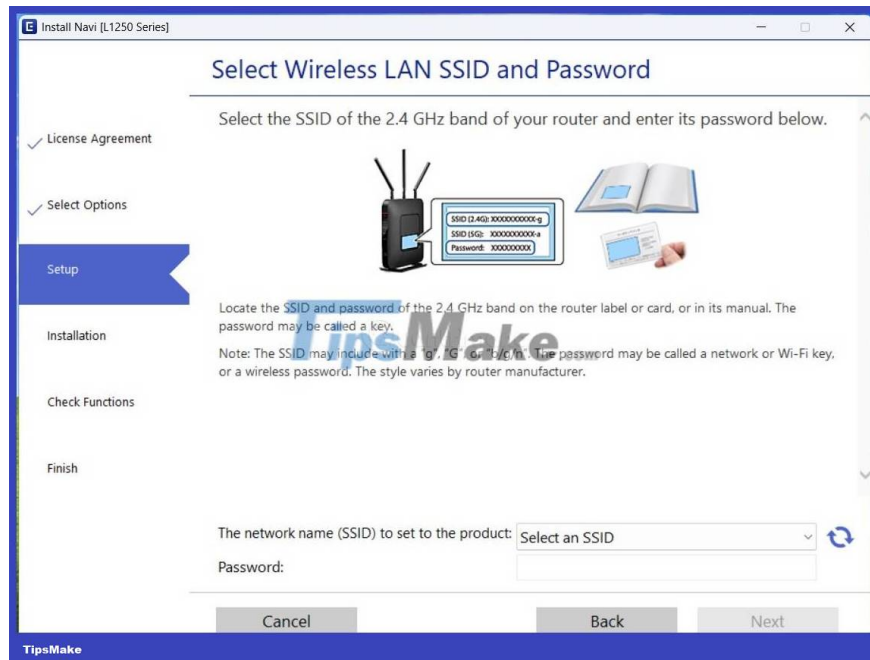 Install Navi [L1250 Series]
Select Wireless LAN SSID and Password
License Agreement
Select Options
Setup
Installation
Check Functions
Finish
Select the SSID of the 2.4 GHz band of your router and enter its password below.
SSID (2.4G): XXXXXXXXXX-g
SSID (5G): XXXXXXXXXX-a
Password: XXXXXXXX
Locate the SSID and password of the 2.4 GHz band on the router label or card, or in its manual. The
password may be called a key.
Note: The SSID may include with a "g", "G", or "b/g/n". The password may be called a network or Wi-Fi key,
or a wireless password. The style varies by router manufacturer.
TipsMake
.com
The network name (SSID) to set to the product:
Select an SSID
Password:
Cancel
Back
Next
TipsMake